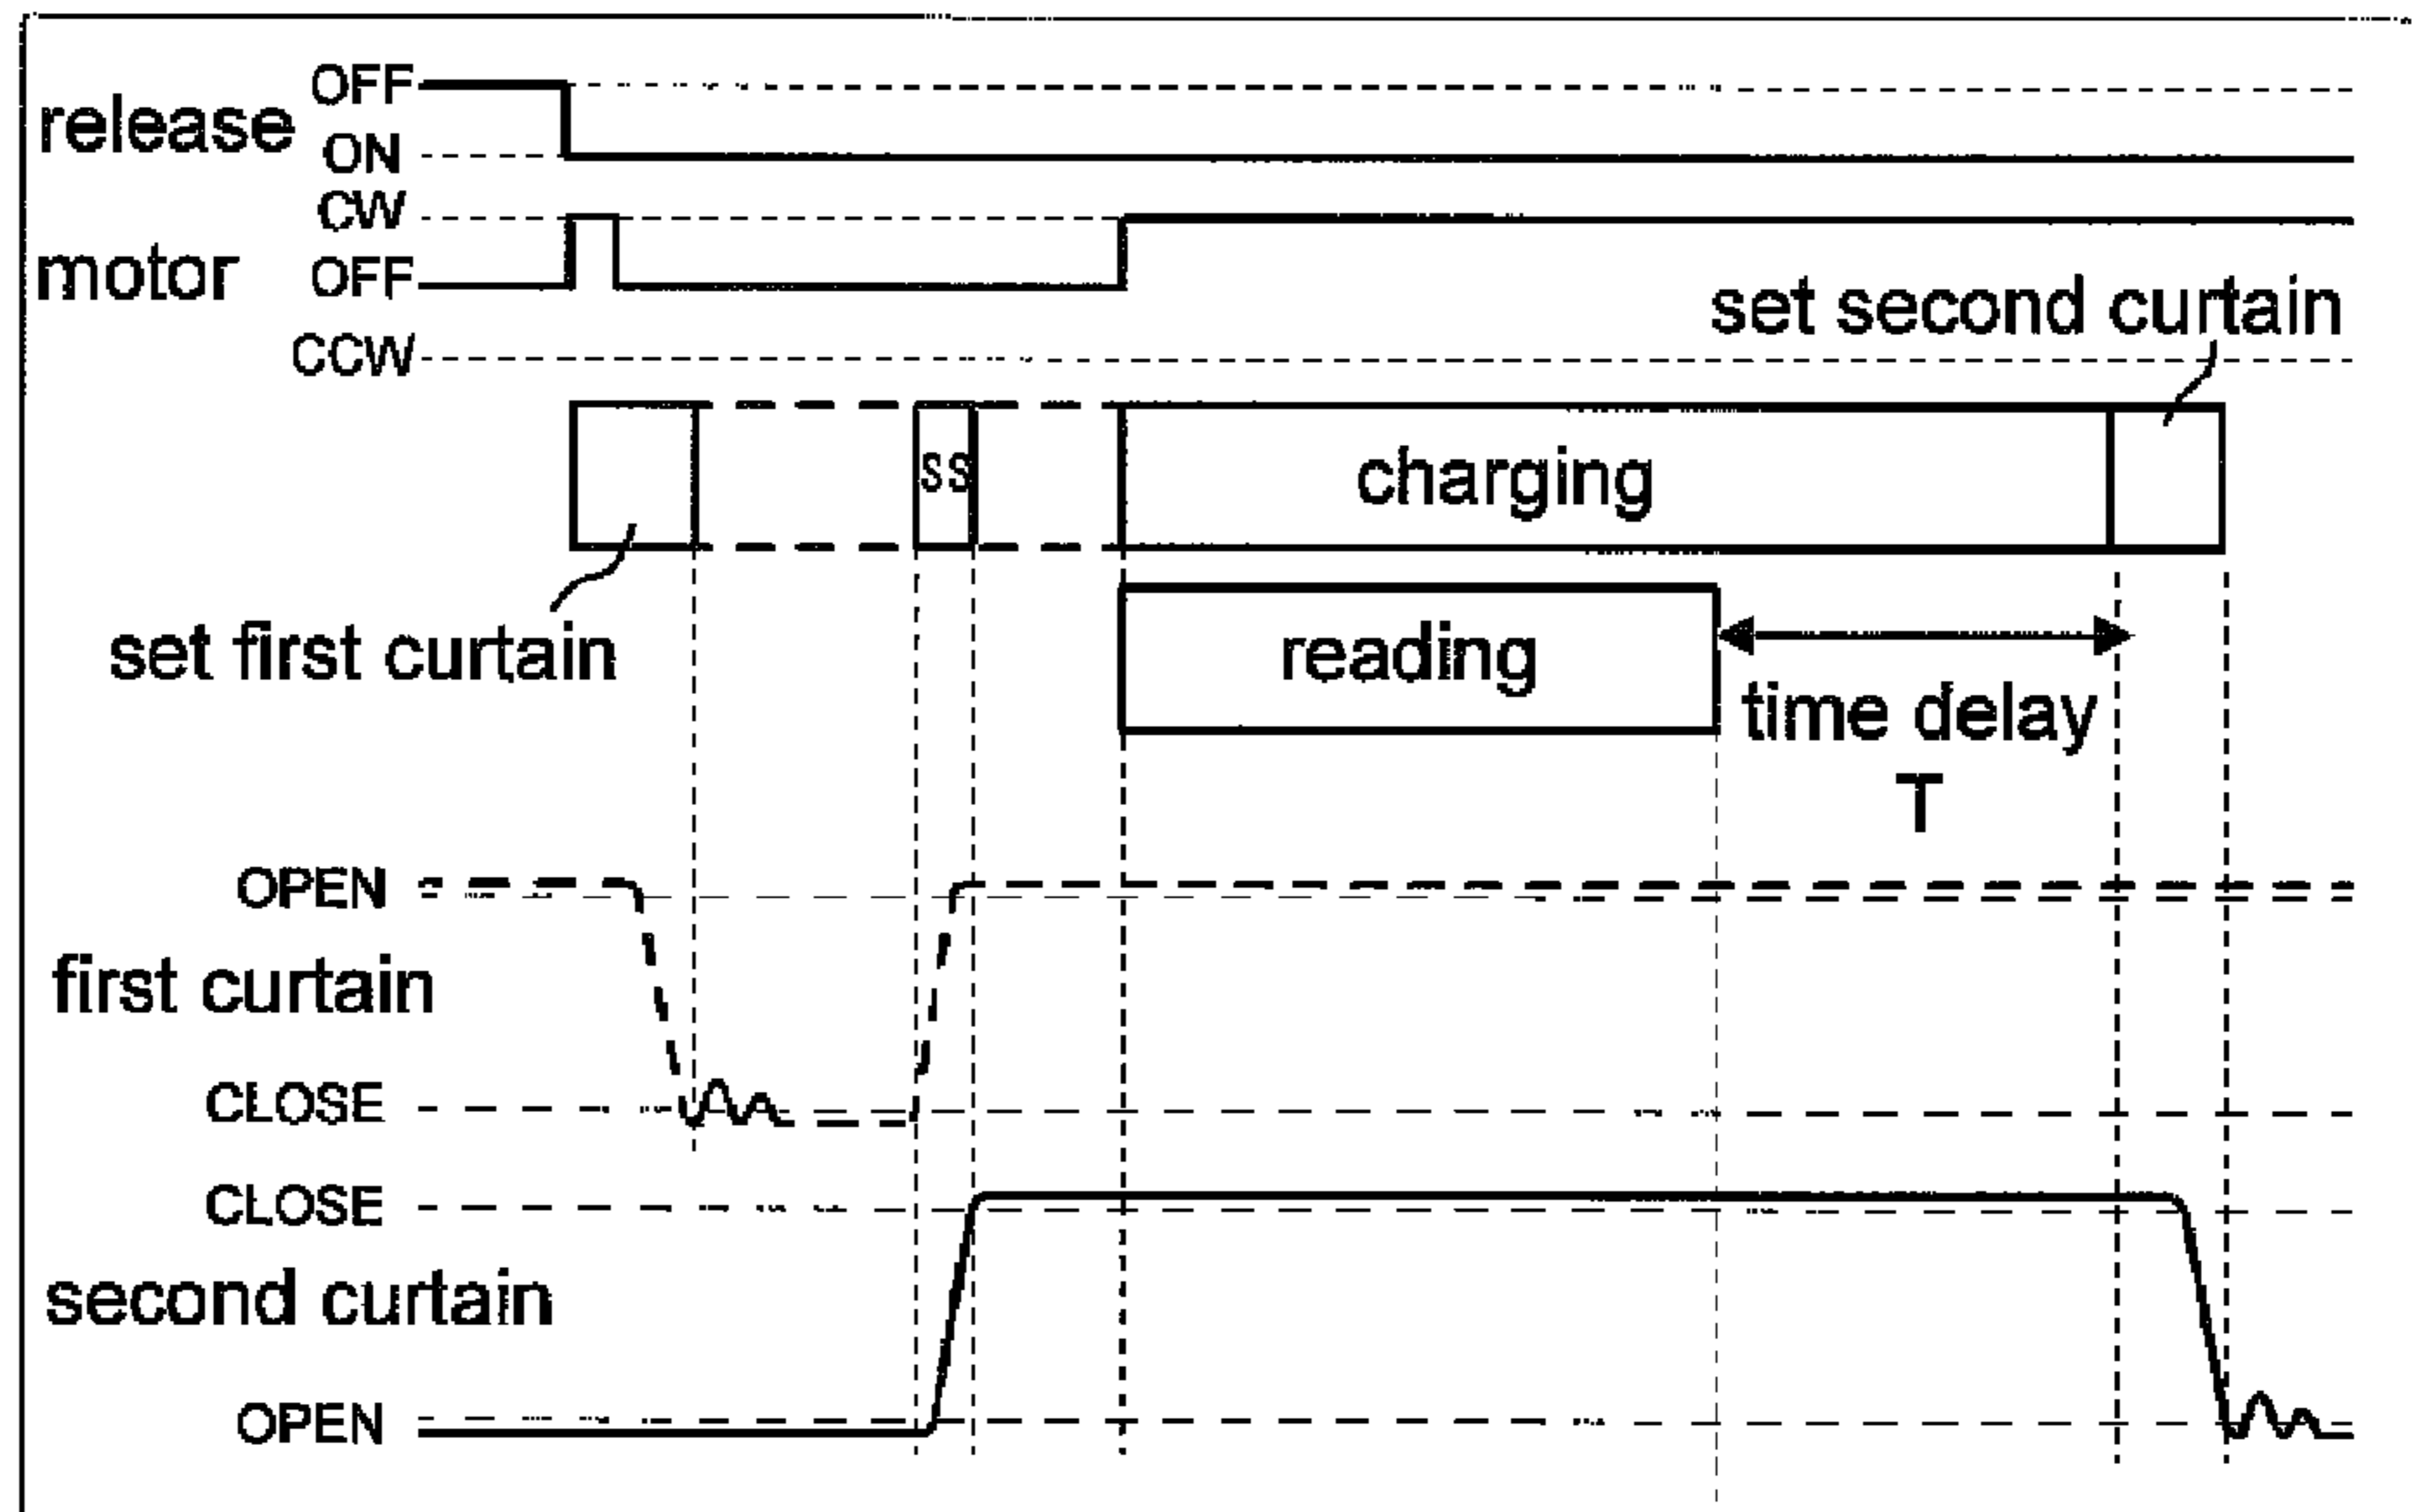 OFF
release
ON
CW
motor
OFF
set second curtain
CCW
SS
charging
set first curtain
reading
time delay
T
OPEN
first curtain
CLOSE
CLOSE
second curtain
OPEN